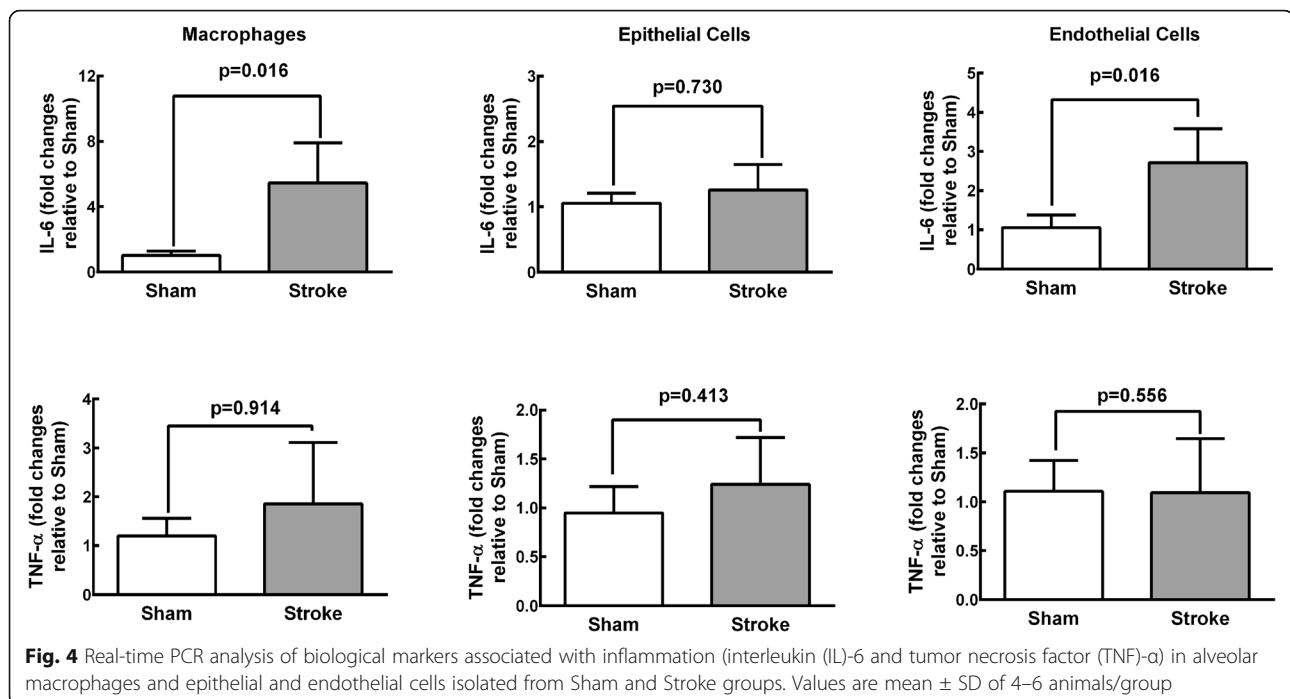 Macrophages
p=0.016
IL-6 (fold changes
relative to Sham)
12
8
4
0
Sham Stroke
Epithelial Cells
p=0.730
IL-6 (fold changes
relative to Sham)
3
2
1
0
Sham Stroke
Endothelial Cells
p=0.016
IL-6 (fold changes
relative to Sham)
5
4
3
2
1
0
Sham Stroke
p=0.914
TNF-α (fold changes
relative to Sham)
4
3
2
1
0
Sham Stroke
p=0.413
TNF-α (fold changes
relative to Sham)
2.0
1.5
1.0
0.5
0.0
Sham Stroke
p=0.556
TNF-α (fold changes
relative to Sham)
2.0
1.5
1.0
0.5
0.0
Sham Stroke
Fig. 4 Real-time PCR analysis of biological markers associated with inflammation (interleukin (IL)-6 and tumor necrosis factor (TNF)-α) in alveolar
macrophages and epithelial and endothelial cells isolated from Sham and Stroke groups. Values are mean ± SD of 4–6 animals/group